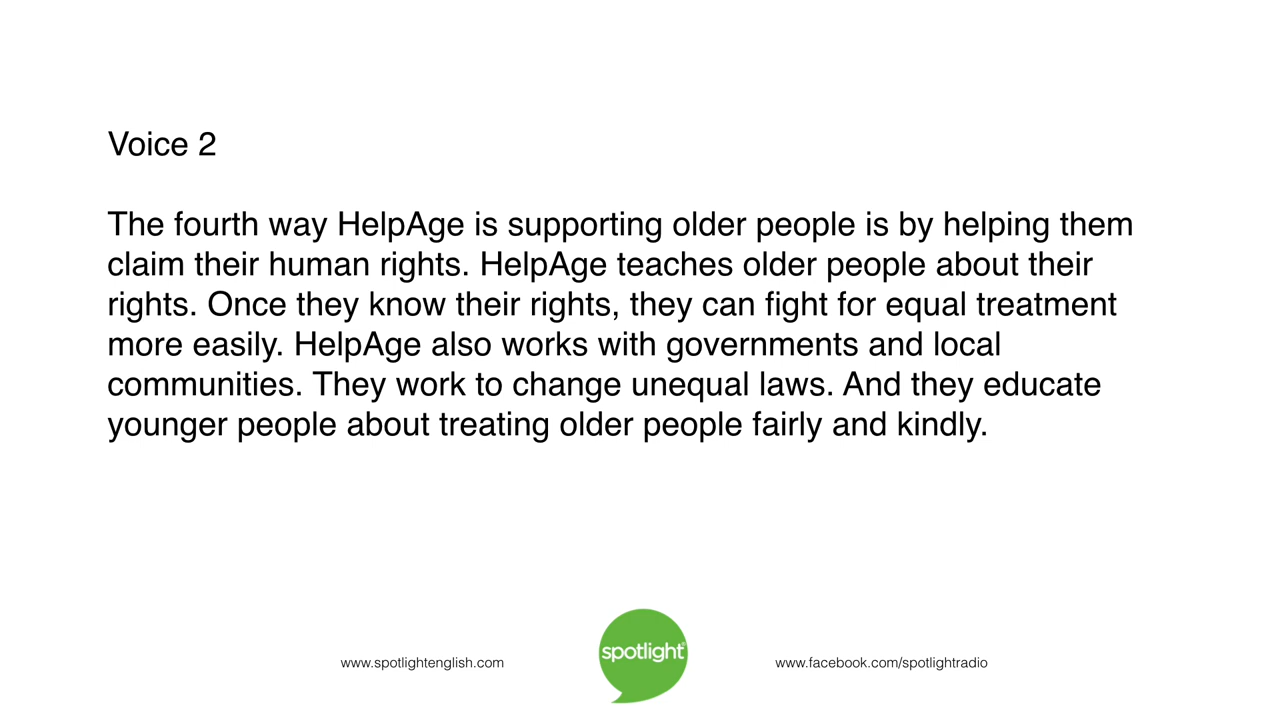 Voice 2
The fourth way HelpAge is supporting older people is by helping them
claim their human rights. HelpAge teaches older people about their
rights. Once they know their rights, they can fight for equal treatment
more easily. HelpAge also works with governments and local
communities. They work to change unequal laws. And they educate
younger people about treating older people fairly and kindly.
www.spotlightenglish.com
spotlight®
www.facebook.com/spotlightradio